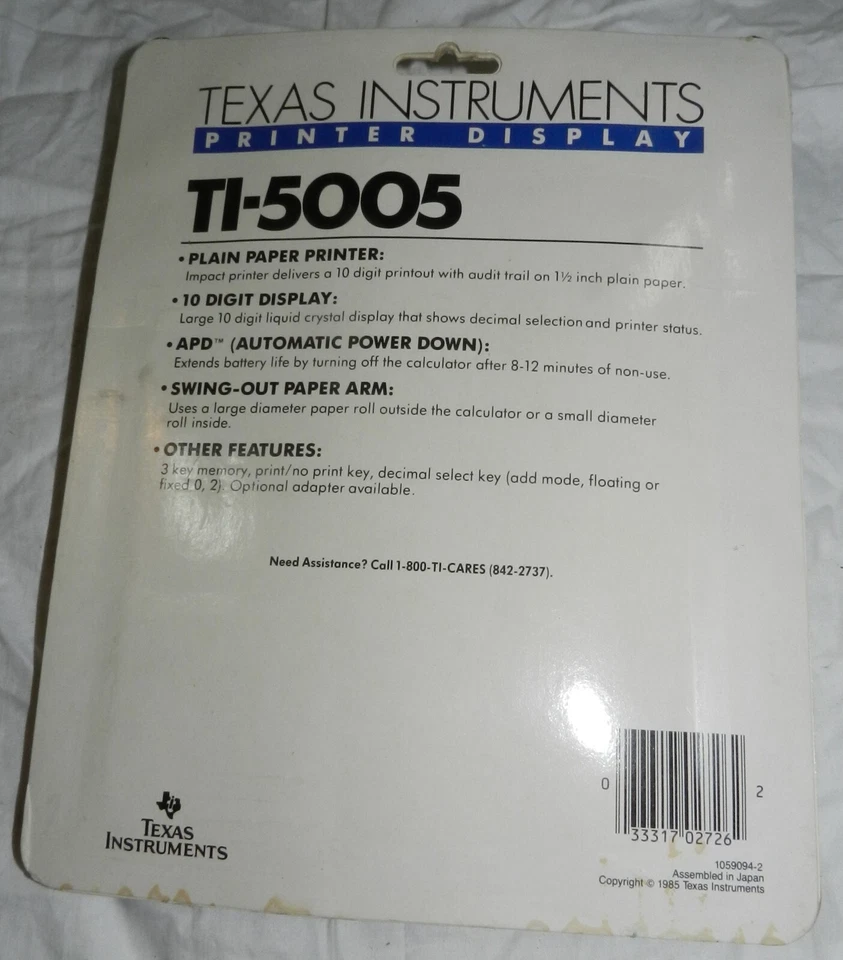 TEXAS INSTRUMENTS
PRINTER DISPLAY
TI-5005
• PLAIN PAPER PRINTER:
Impact printer delivers a 10 digit printout with audit trail on 1½ inch plain paper.
• 10 DIGIT DISPLAY:
Large 10 digit liquid crystal display that shows decimal selection and printer status.
• APD™ (AUTOMATIC POWER DOWN):
Extends battery life by turning off the calculator after 8-12 minutes of non-use.
• SWING-OUT PAPER ARM:
Uses a large diameter paper roll outside the calculator or a small diameter
roll inside.
• OTHER FEATURES:
3 key memory, print/no print key, decimal select key (add mode, floating or
fixed 0, 2). Optional adapter available.
Need Assistance? Call 1-800-TI-CARES (842-2737).
0 33317 02726 2
TEXAS
INSTRUMENTS
1059094-2
Assembled in Japan
Copyright © 1985 Texas Instruments